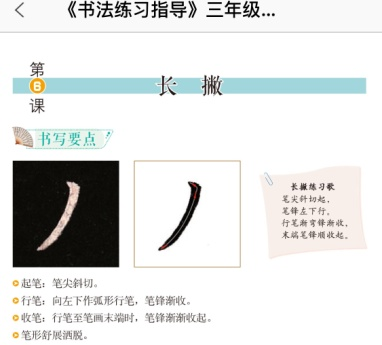 《书法练习指导》三年级...
第
8
课
长 撇
书写要点
长撇练习歌
笔尖斜切起,
笔锋左下行。
行笔渐弯锋渐收,
末端笔锋顺收起。
起笔:笔尖斜切。
行笔:向左下作弧形行笔,笔锋渐收。
收笔:行笔至笔画末端时,笔锋渐渐收起。
笔形舒展洒脱。